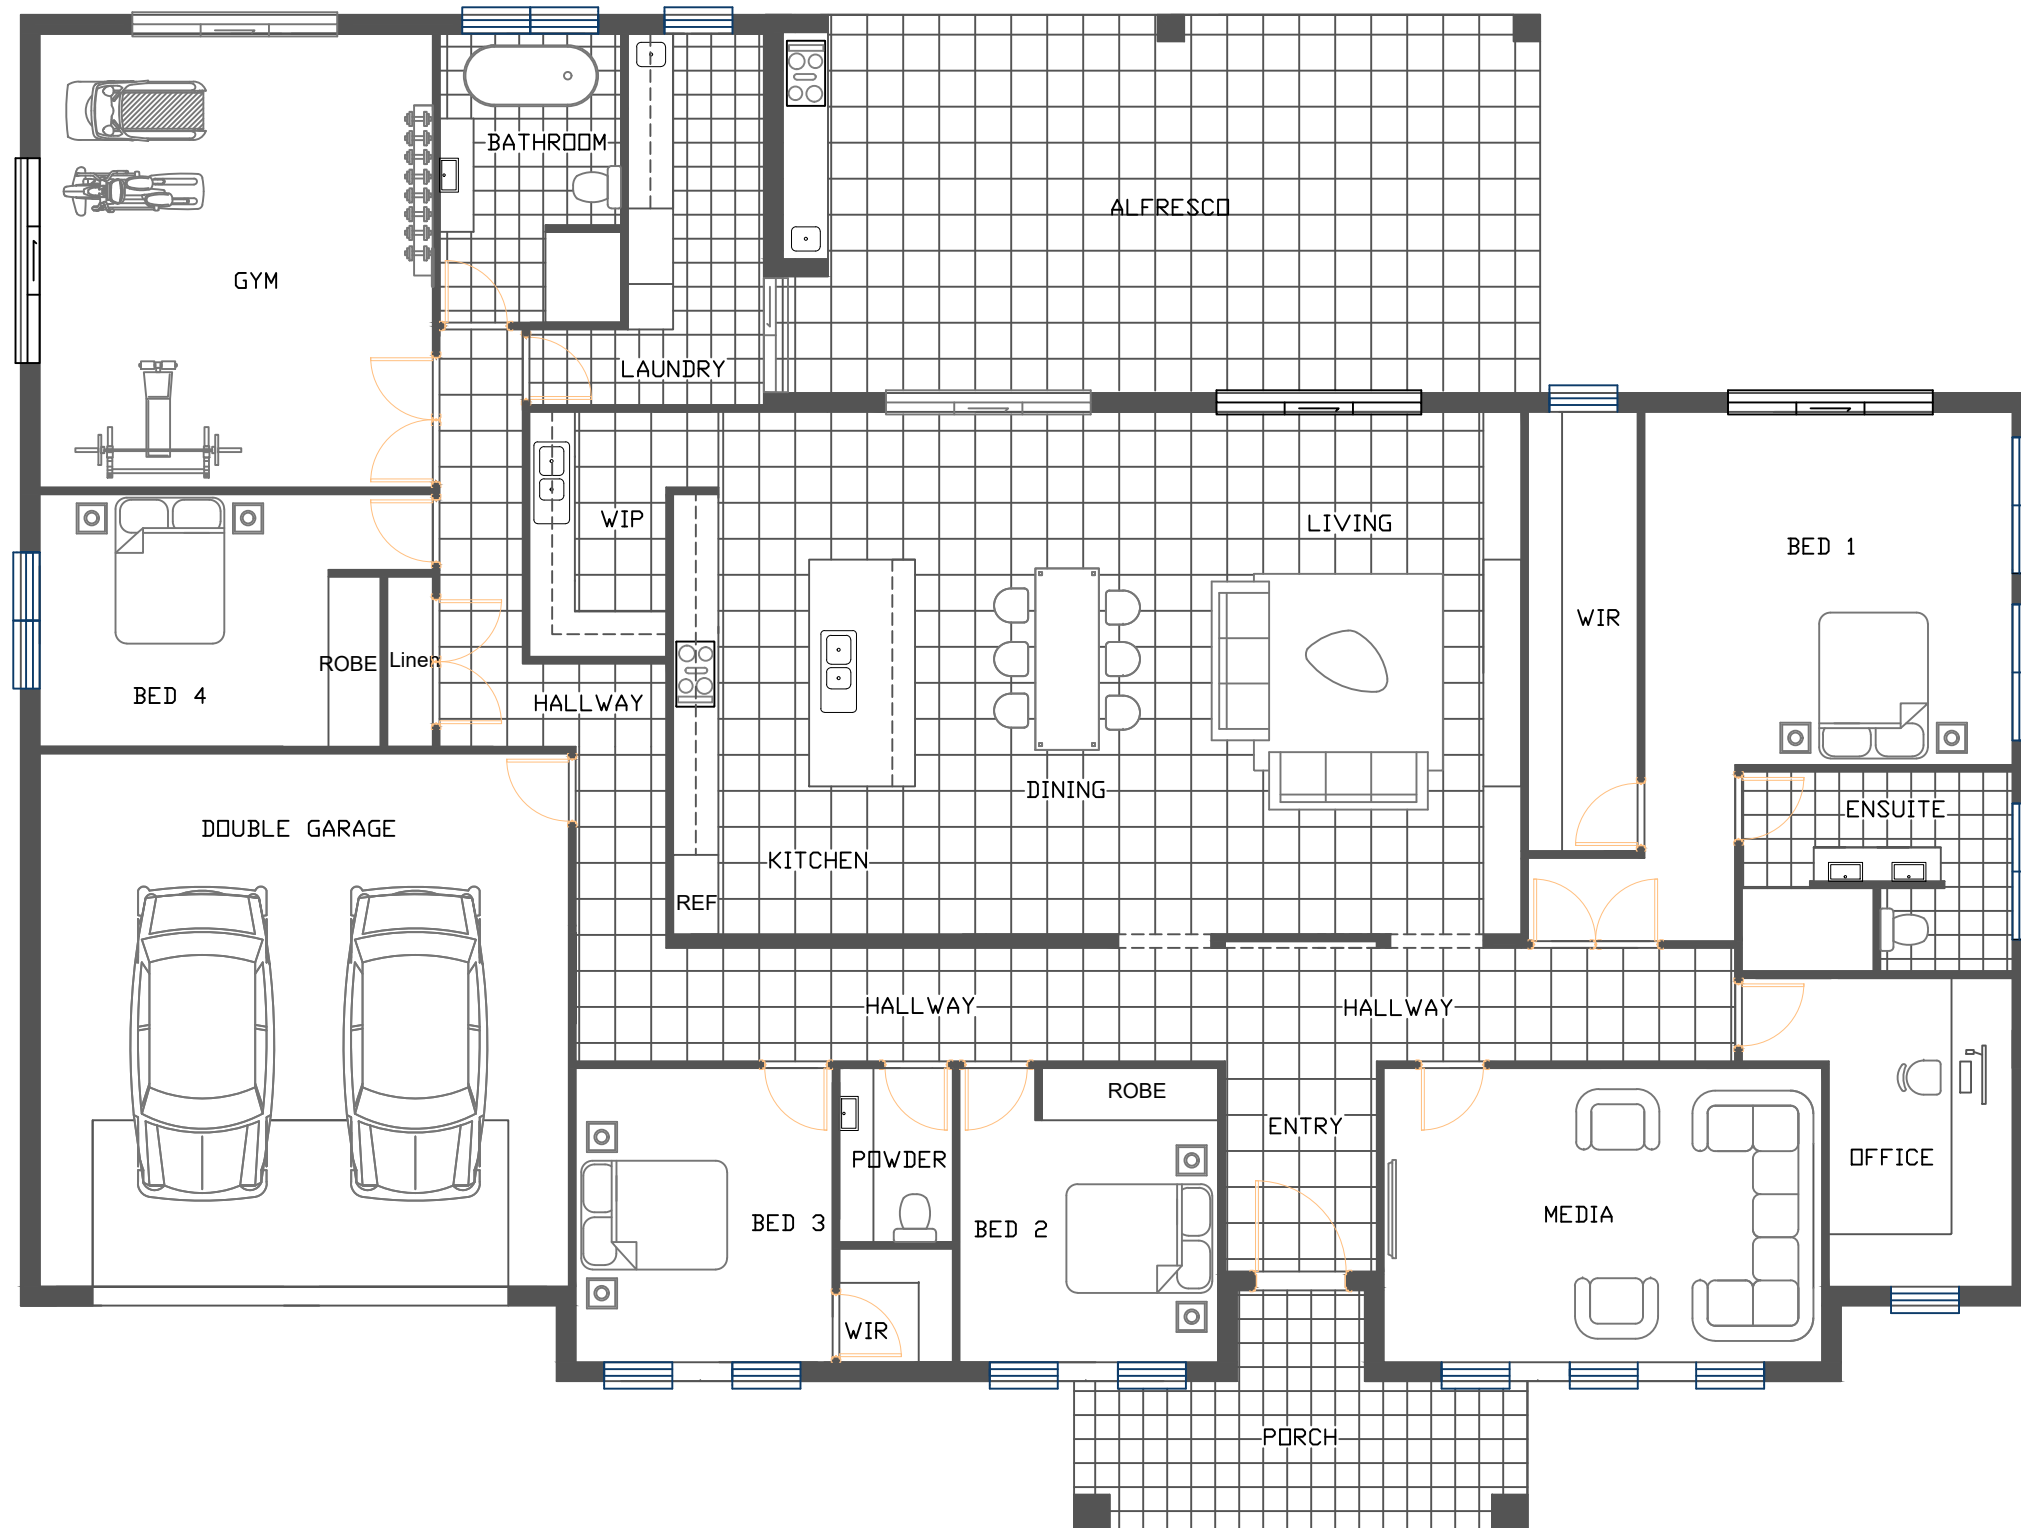 BATHROOM
ALFRESCO
GYM
LAUNDRY
WIP
LIVING
BED 1
WIR
ROBE
Linen
BED 4
HALLWAY
DINING
ENSUITE
DOUBLE GARAGE
KITCHEN
REF
HALLWAY
HALLWAY
ROBE
ENTRY
POWDER
OFFICE
BED 3
BED 2
MEDIA
WIR
PORCH